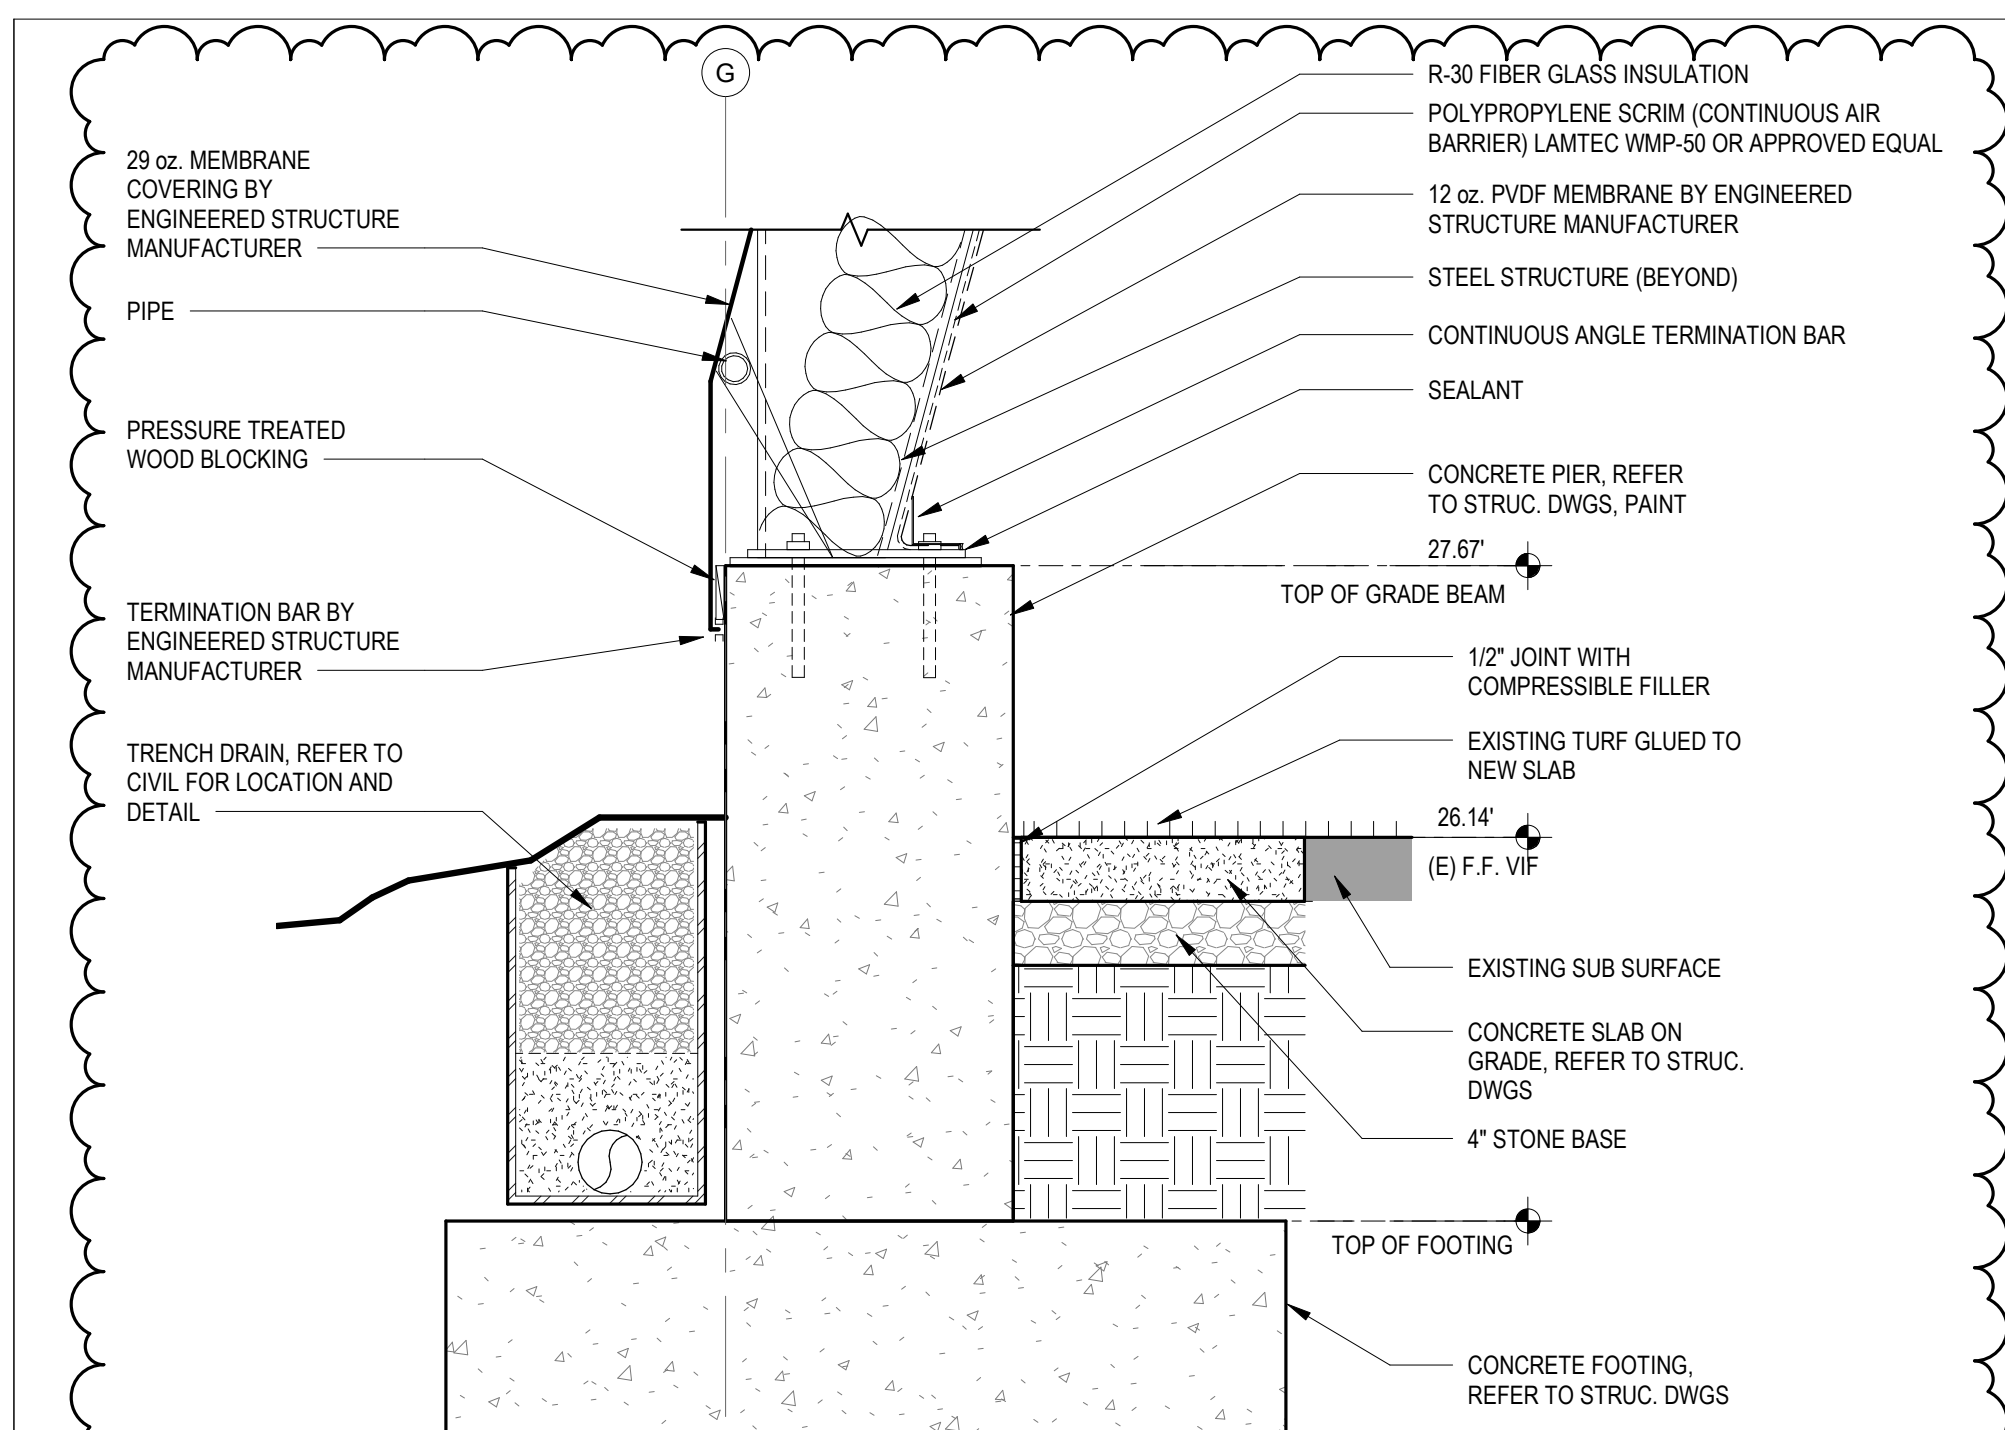 G
29 oz. MEMBRANE
COVERING BY
ENGINEERED STRUCTURE
MANUFACTURER
PIPE
PRESSURE TREATED
WOOD BLOCKING
TERMINATION BAR BY
ENGINEERED STRUCTURE
MANUFACTURER
TRENCH DRAIN, REFER TO
CIVIL FOR LOCATION AND
DETAIL
R-30 FIBER GLASS INSULATION
POLYPROPYLENE SCRIM (CONTINUOUS AIR
BARRIER) LAMTEC WMP-50 OR APPROVED EQUAL
12 oz. PVDF MEMBRANE BY ENGINEERED
STRUCTURE MANUFACTURER
STEEL STRUCTURE (BEYOND)
CONTINUOUS ANGLE TERMINATION BAR
SEALANT
CONCRETE PIER, REFER
TO STRUC. DWGS, PAINT
27.67'
TOP OF GRADE BEAM
1/2" JOINT WITH
COMPRESSIBLE FILLER
EXISTING TURF GLUED TO
NEW SLAB
26.14'
(E) F.F. VIF
EXISTING SUB SURFACE
CONCRETE SLAB ON
GRADE, REFER TO STRUC.
DWGS
4" STONE BASE
TOP OF FOOTING
CONCRETE FOOTING,
REFER TO STRUC. DWGS